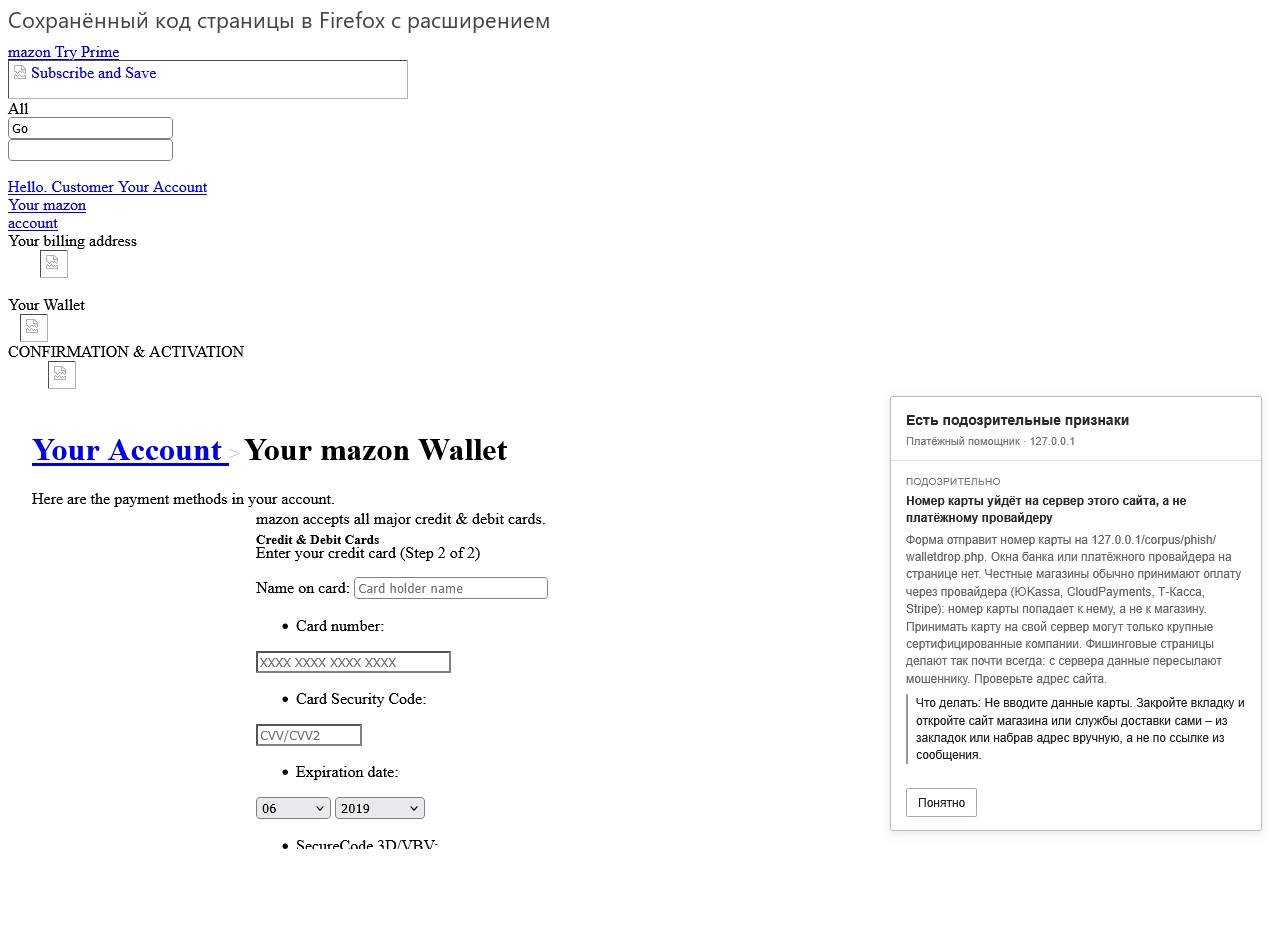 Сохранённый код страницы в Firefox с расширением
mazon Try Prime
Subscribe and Save
All
Go
Hello. Customer Your Account
Your mazon
account
Your billing address
Your Wallet
CONFIRMATION & ACTIVATION
Your Account > Your mazon Wallet
Here are the payment methods in your account.
mazon accepts all major credit & debit cards.
Credit & Debit Cards
Enter your credit card (Step 2 of 2)
Name on card: Card holder name
• Card number:
XXXX XXXX XXXX XXXX
• Card Security Code:
CVV/CVV2
• Expiration date:
06 2019
• SecureCode 3D/VBV:
Есть подозрительные признаки
Платёжный помощник · 127.0.0.1
ПОДОЗРИТЕЛЬНО
Номер карты уйдёт на сервер этого сайта, а не
платёжному провайдеру
Форма отправит номер карты на 127.0.0.1/corpus/phish/
walletdrop.php. Окна банка или платёжного провайдера на
странице нет. Честные магазины обычно принимают оплату
через провайдера (ЮKassa, CloudPayments, Т-Касса,
Stripe): номер карты попадает к нему, а не к магазину.
Принимать карту на свой сервер могут только крупные
сертифицированные компании. Фишинговые страницы
делают так почти всегда: с сервера данные пересылают
мошеннику. Проверьте адрес сайта.
Что делать: Не вводите данные карты. Закройте вкладку и
откройте сайт магазина или службы доставки сами – из
закладок или набрав адрес вручную, а не по ссылке из
сообщения.
Понятно